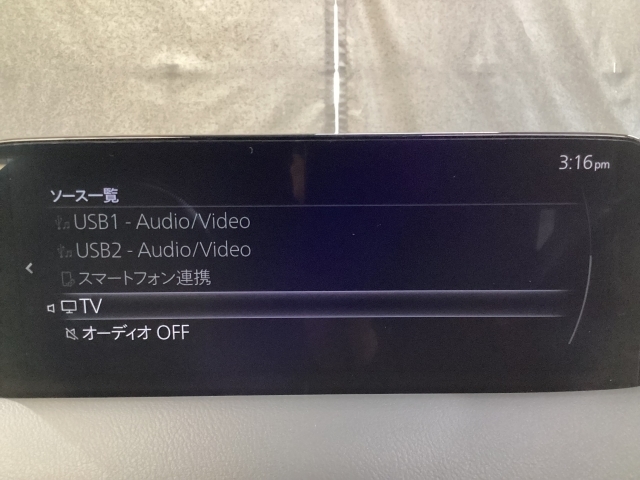 3:16pm
ソース一覧
USB1 - Audio/Video
USB2 - Audio/Video
スマートフォン連携
TV
オーディオ OFF